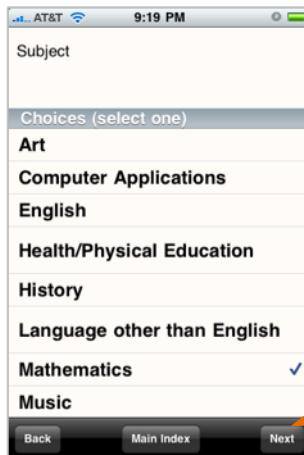 AT&T 9:19 PM
Subject
Choices (select one)
Art
Computer Applications
English
Health/Physical Education
History
Language other than English
Mathematics
Music
Back Main Index Next